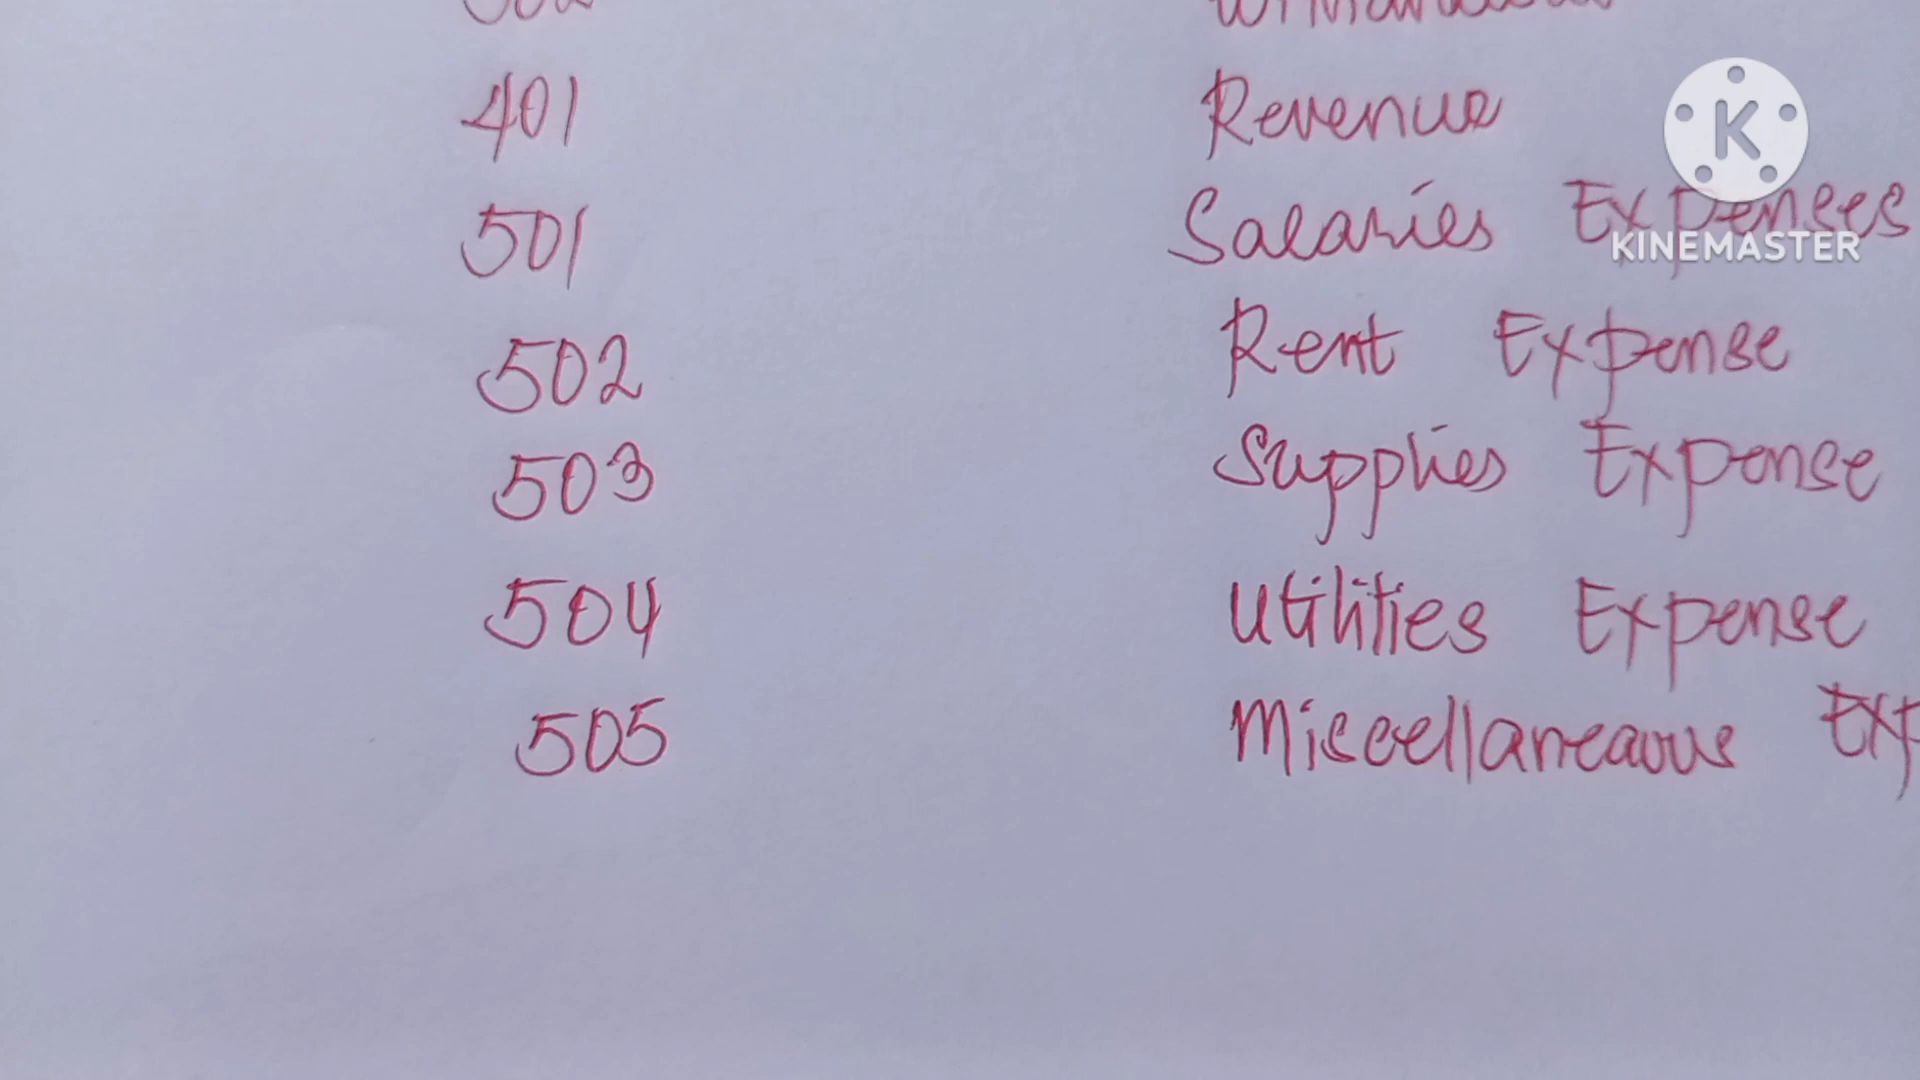 401 Revenue
501 Salaries Expenses
502 Rent Expense
503 Supplies Expense
504 Utilities Expense
505 Miscellaneaous
K
KINEMASTER